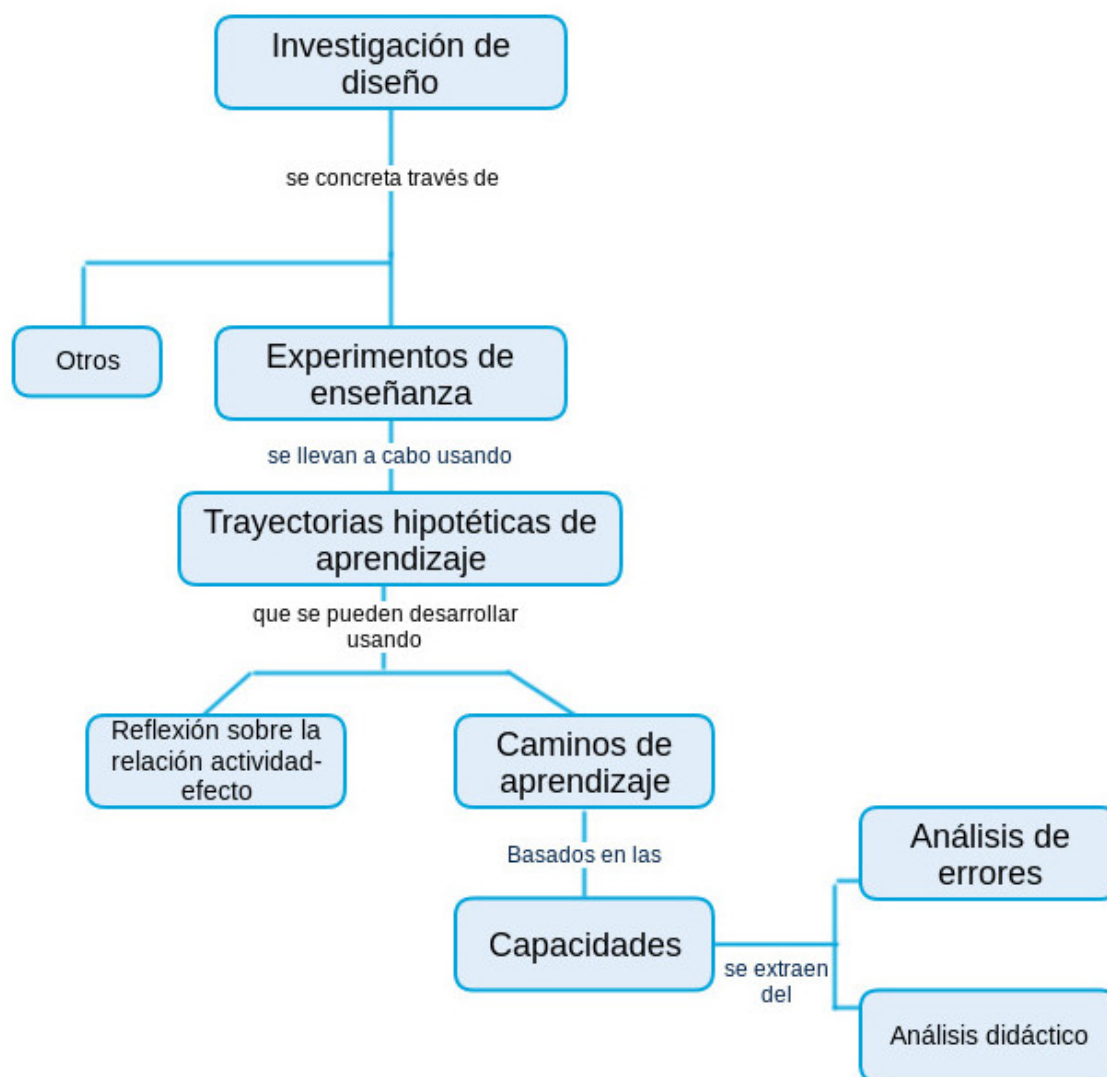 Investigación de
diseño
se concreta través de
Otros
Experimentos de
enseñanza
se llevan a cabo usando
Trayectorias hipotéticas de
aprendizaje
que se pueden desarrollar
usando
Reflexión sobre la
relación actividad-
efecto
Caminos de
aprendizaje
Basados en las
Capacidades
se extraen
del
Análisis de
errores
Análisis didáctico